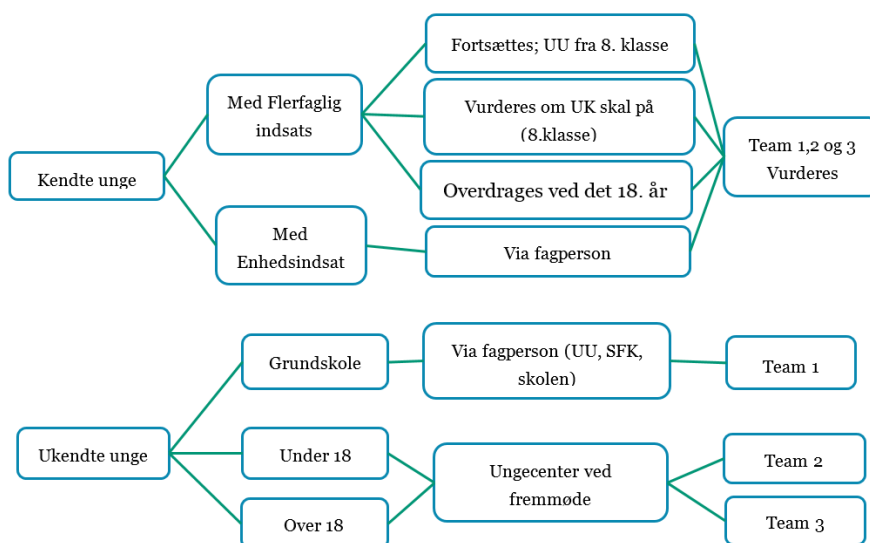 Fortsættes; UU fra 8. klasse
Med Flerfaglig
indsats
Vurderes om UK skal på
(8.klasse)
Team 1,2 og 3
Vurderes
Kendte unge
Overdrages ved det 18. år
Med
Enhedsindsat
Via fagperson
Grundskole
Via fagperson (UU, SFK,
skolen)
Team 1
Ukendte unge
Under 18
Ungecenter ved
fremmøde
Team 2
Over 18
Team 3